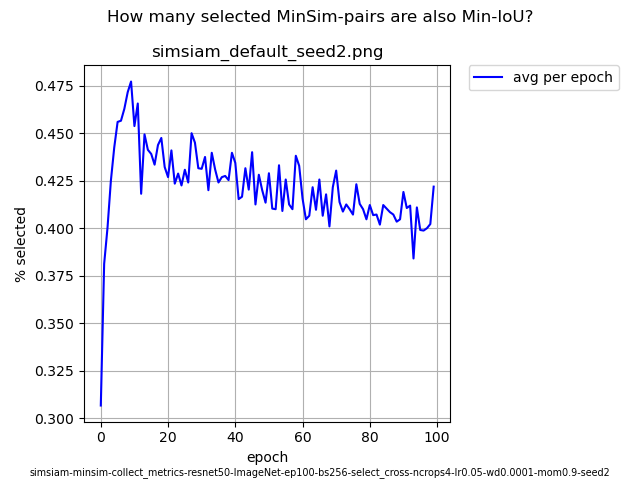 How many selected MinSim-pairs are also Min-IoU?
simsiam_default_seed2.png
avg per epoch
0.475
0.450
0.425
0.400
0.375
0.350
0.325
0.300
% selected
0 20 40 60 80 100
epoch
simsiam-minsim-collect_metrics-resnet50-ImageNet-ep100-bs256-select_cross-ncrops4-lr0.05-wd0.0001-mom0.9-seed2